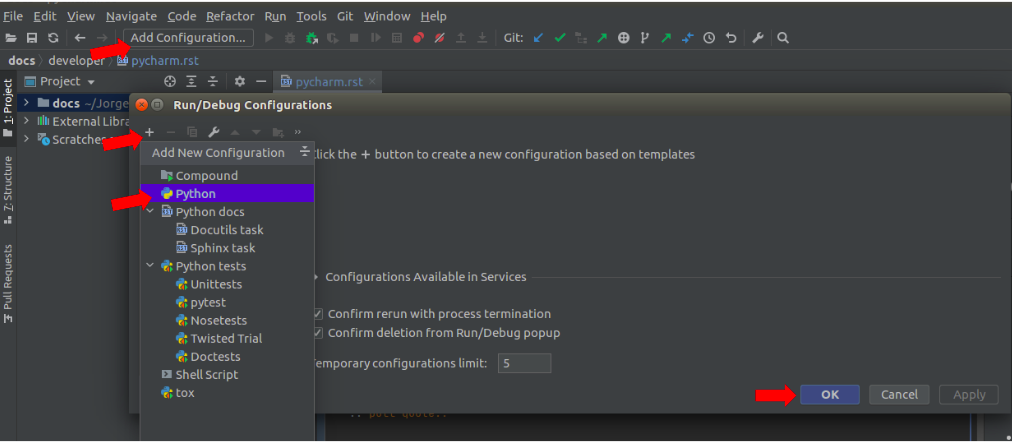 File Edit View Navigate Code Refactor Run Tools Git Window Help
Add Configuration... Git:
docs developer pycharm.rst
Project pycharm.rst
1: Project
docs ~/Jorge
External Libra
Scratches
Z: Structure
Pull Requests
Run/Debug Configurations
Add New Configuration
Click the + button to create a new configuration based on templates
Compound
Python
Python docs
Docutils task
Sphinx task
Python tests
Unittests
pytest
Nosetests
Twisted Trial
Doctests
Shell Script
tox
Configurations Available in Services
Confirm rerun with process termination
Confirm deletion from Run/Debug popup
Temporary configurations limit: 5
OK Cancel Apply